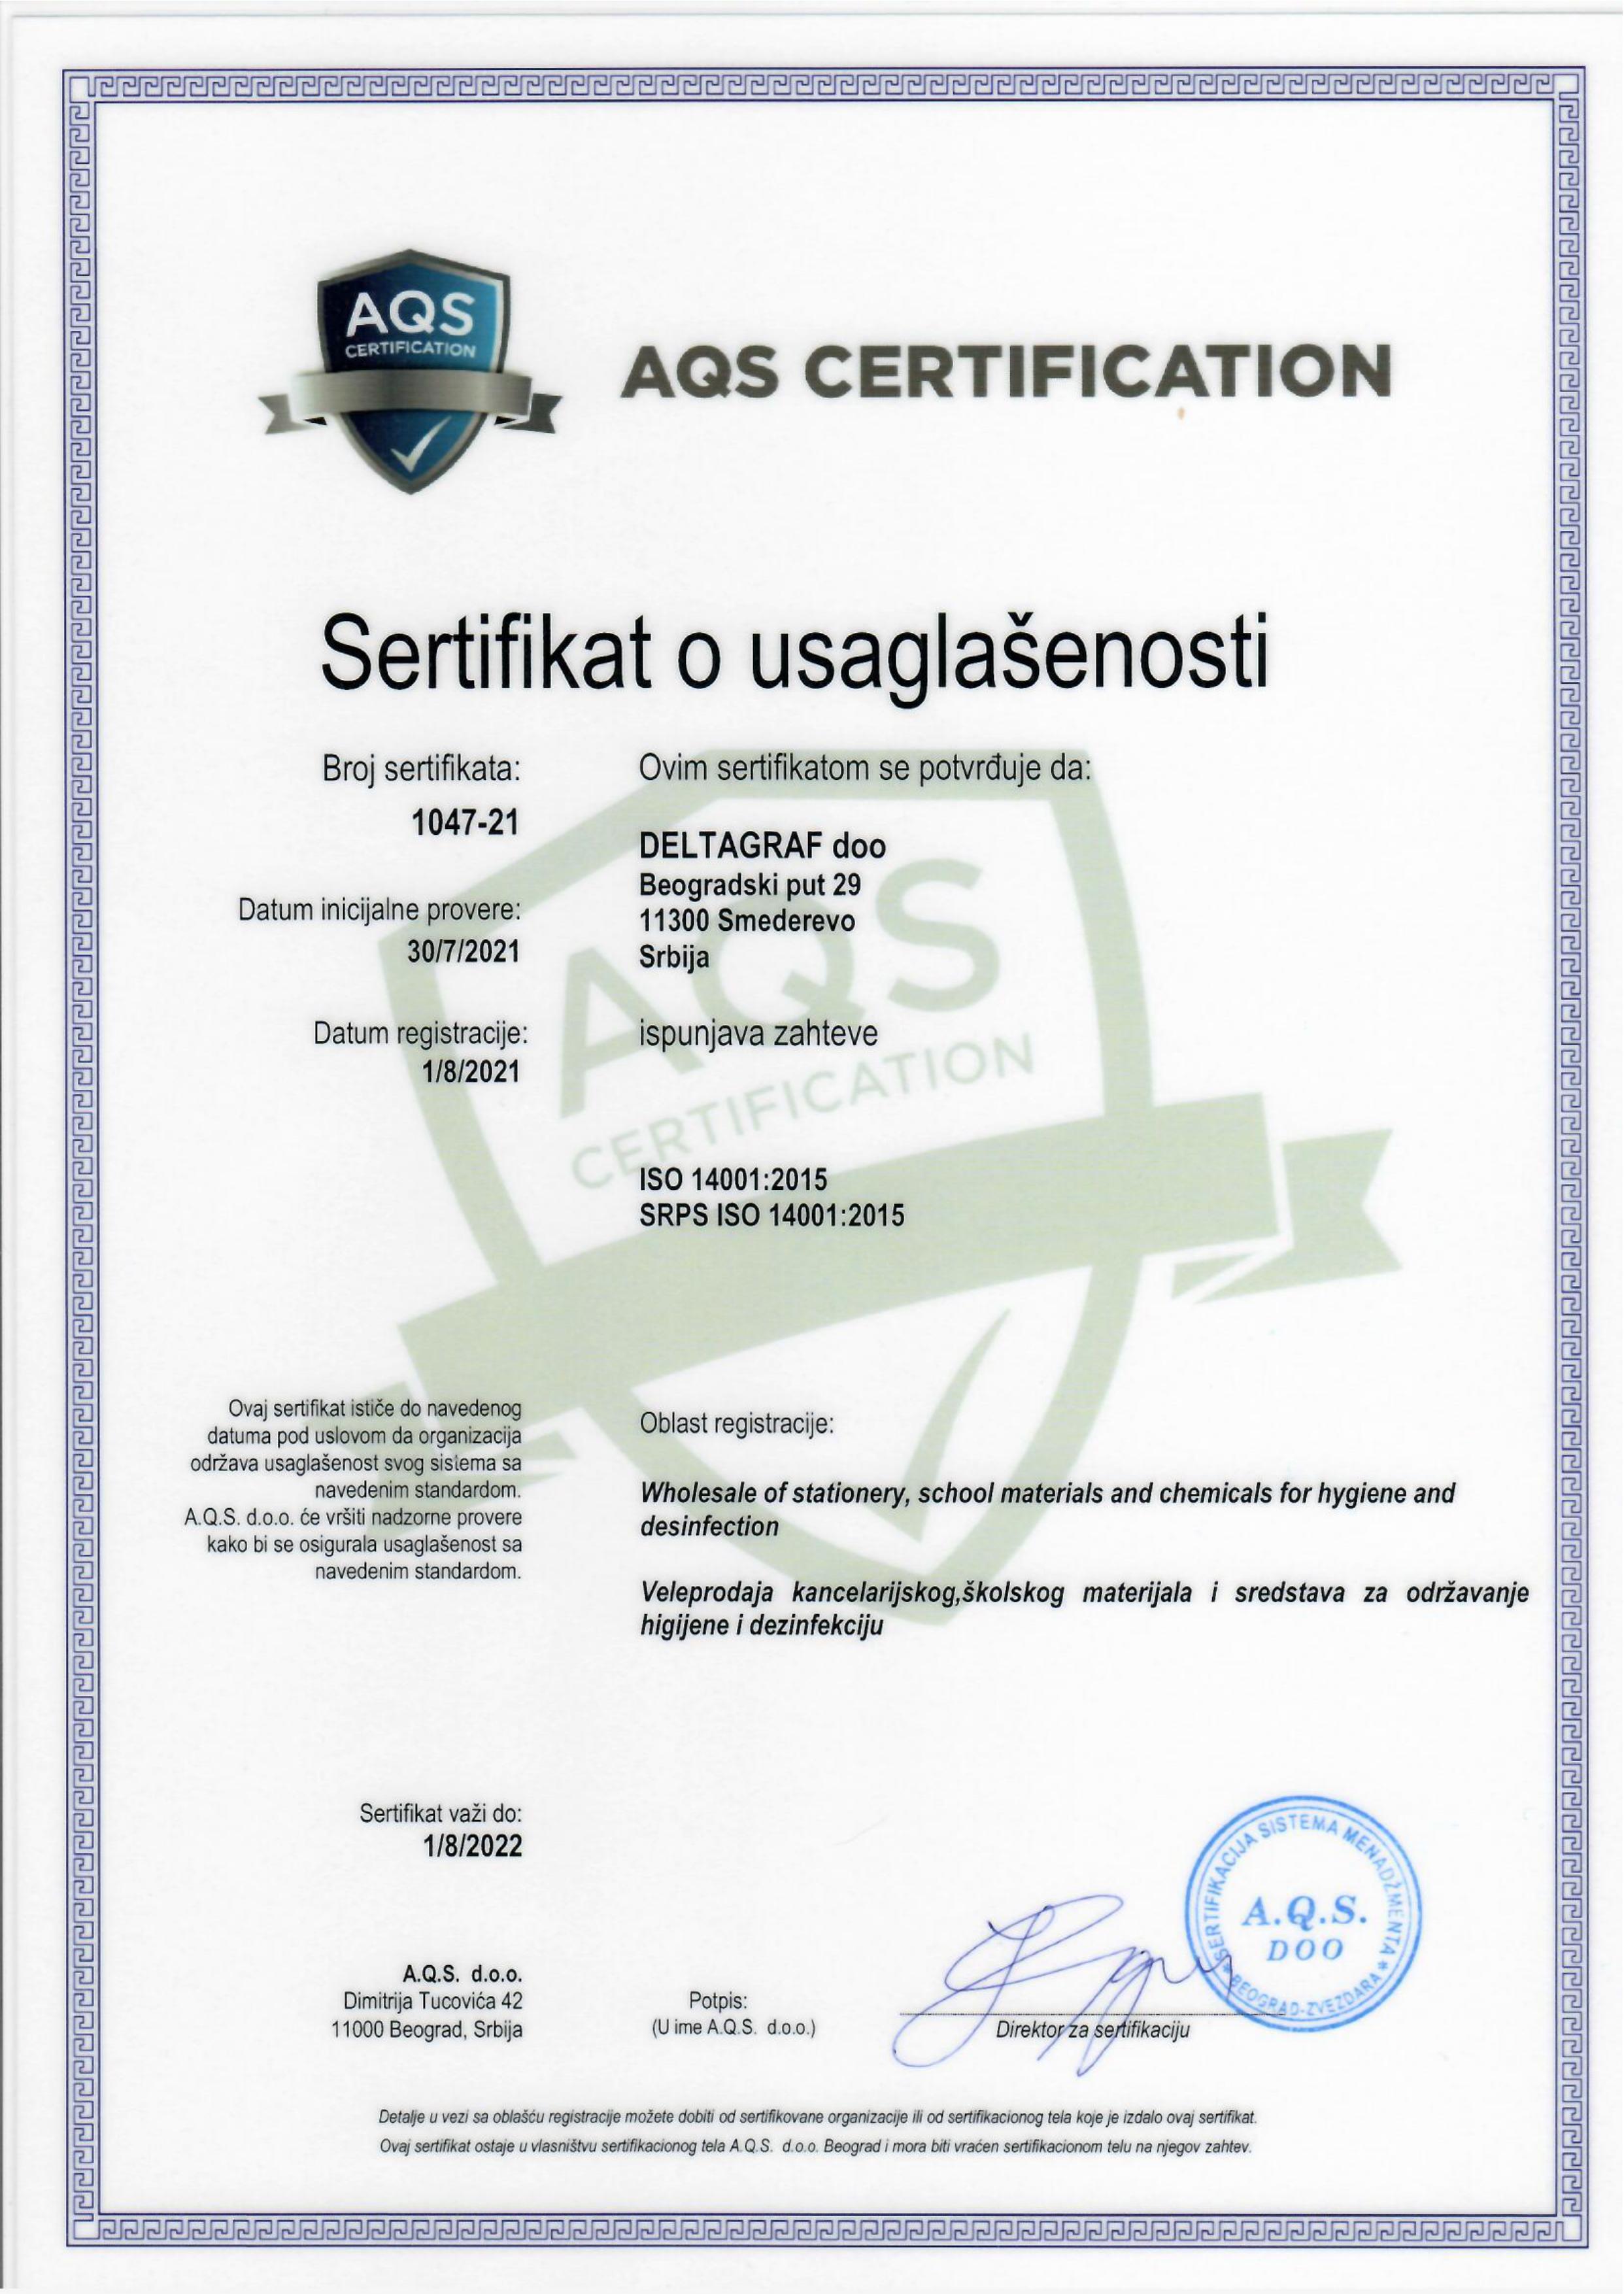 AQS
CERTIFICATION
AQS CERTIFICATION
Sertifikat o usaglašenosti
Broj sertifikata:
1047-21
Datum inicijalne provere:
30/7/2021
Datum registracije:
1/8/2021
Ovim sertifikatom se potvrđuje da:
DELTAGRAF doo
Beogradski put 29
11300 Smederevo
Srbija
ispunjava zahteve
AQS
CERTIFICATION
ISO 14001:2015
SRPS ISO 14001:2015
Ovaj sertifikat ističe do navedenog
datuma pod uslovom da organizacija
održava usaglašenost svog sistema sa
navedenim standardom.
A.Q.S. d.o.o. će vršiti nadzorne provere
kako bi se osigurala usaglašenost sa
navedenim standardom.
Oblast registracije:
Wholesale of stationery, school materials and chemicals for hygiene and
desinfection
Veleprodaja kancelarijskog,školskog materijala i sredstava za održavanje
higijene i dezinfekciju
Sertifikat važi do:
1/8/2022
A.Q.S. d.o.o.
Dimitrija Tucovića 42
11000 Beograd, Srbija
Potpis:
(U ime A.Q.S. d.o.o.)
Direktor za sertifikaciju
SERTIFIKACIJA SISTEMA MENADŽMENTA
A.Q.S.
DOO
* BEOGRAD-ZVEZDARA *
Detalje u vezi sa oblašću registracije možete dobiti od sertifikovane organizacije ili od sertifikacionog tela koje je izdalo ovaj sertifikat.
Ovaj sertifikat ostaje u vlasništvu sertifikacionog tela A.Q.S. d.o.o. Beograd i mora biti vraćen sertifikacionom telu na njegov zahtev.